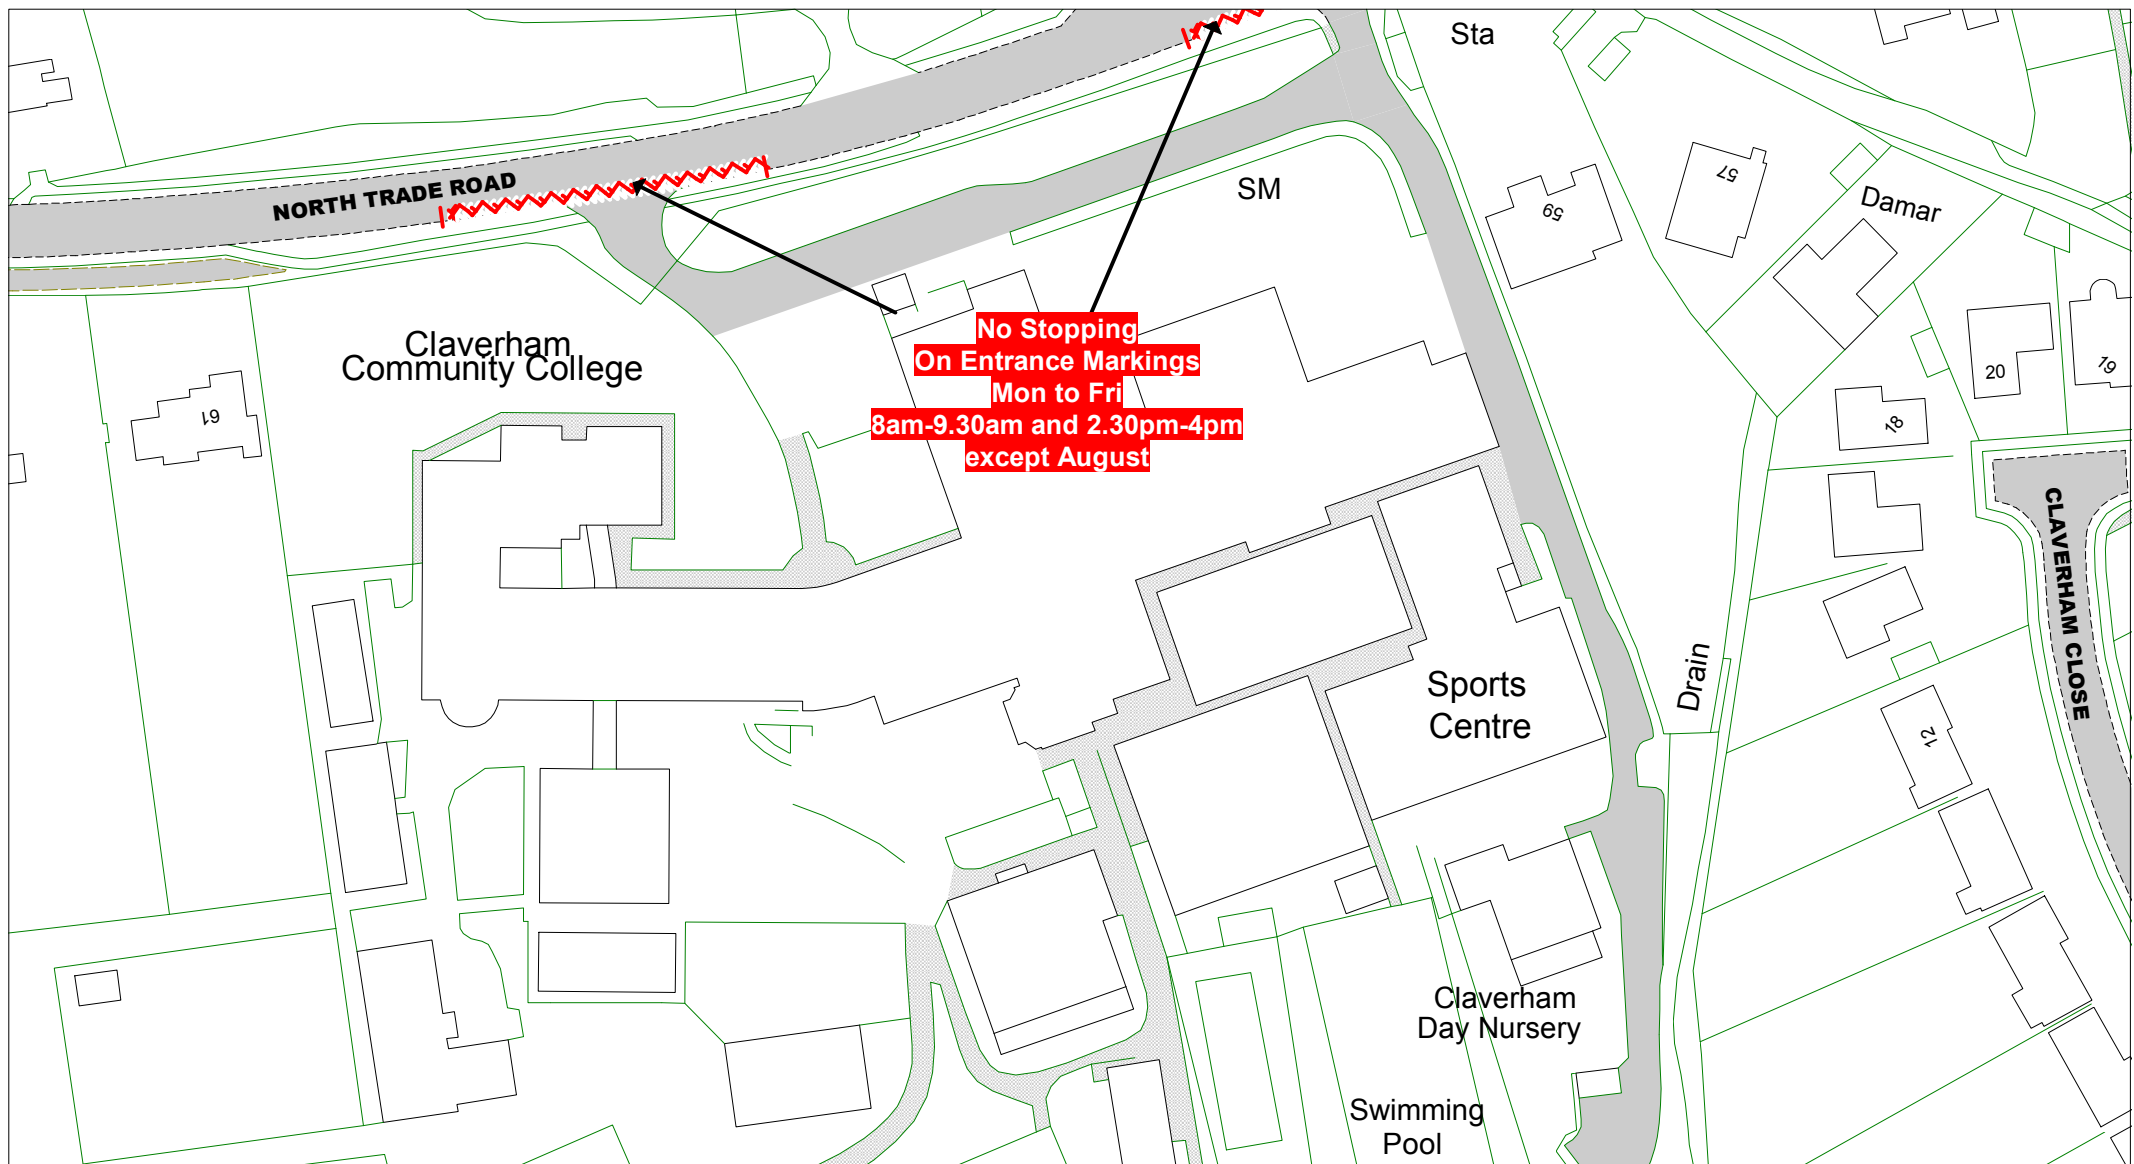 Sta
NORTH TRADE ROAD
SM
57
59
Damar
No Stopping
On Entrance Markings
Mon to Fri
8am-9.30am and 2.30pm-4pm
except August
Claverham
Community College
61
20
19
18
CLAVERHAM CLOSE
Drain
Sports
Centre
12
Claverham
Day Nursery
Swimming
Pool